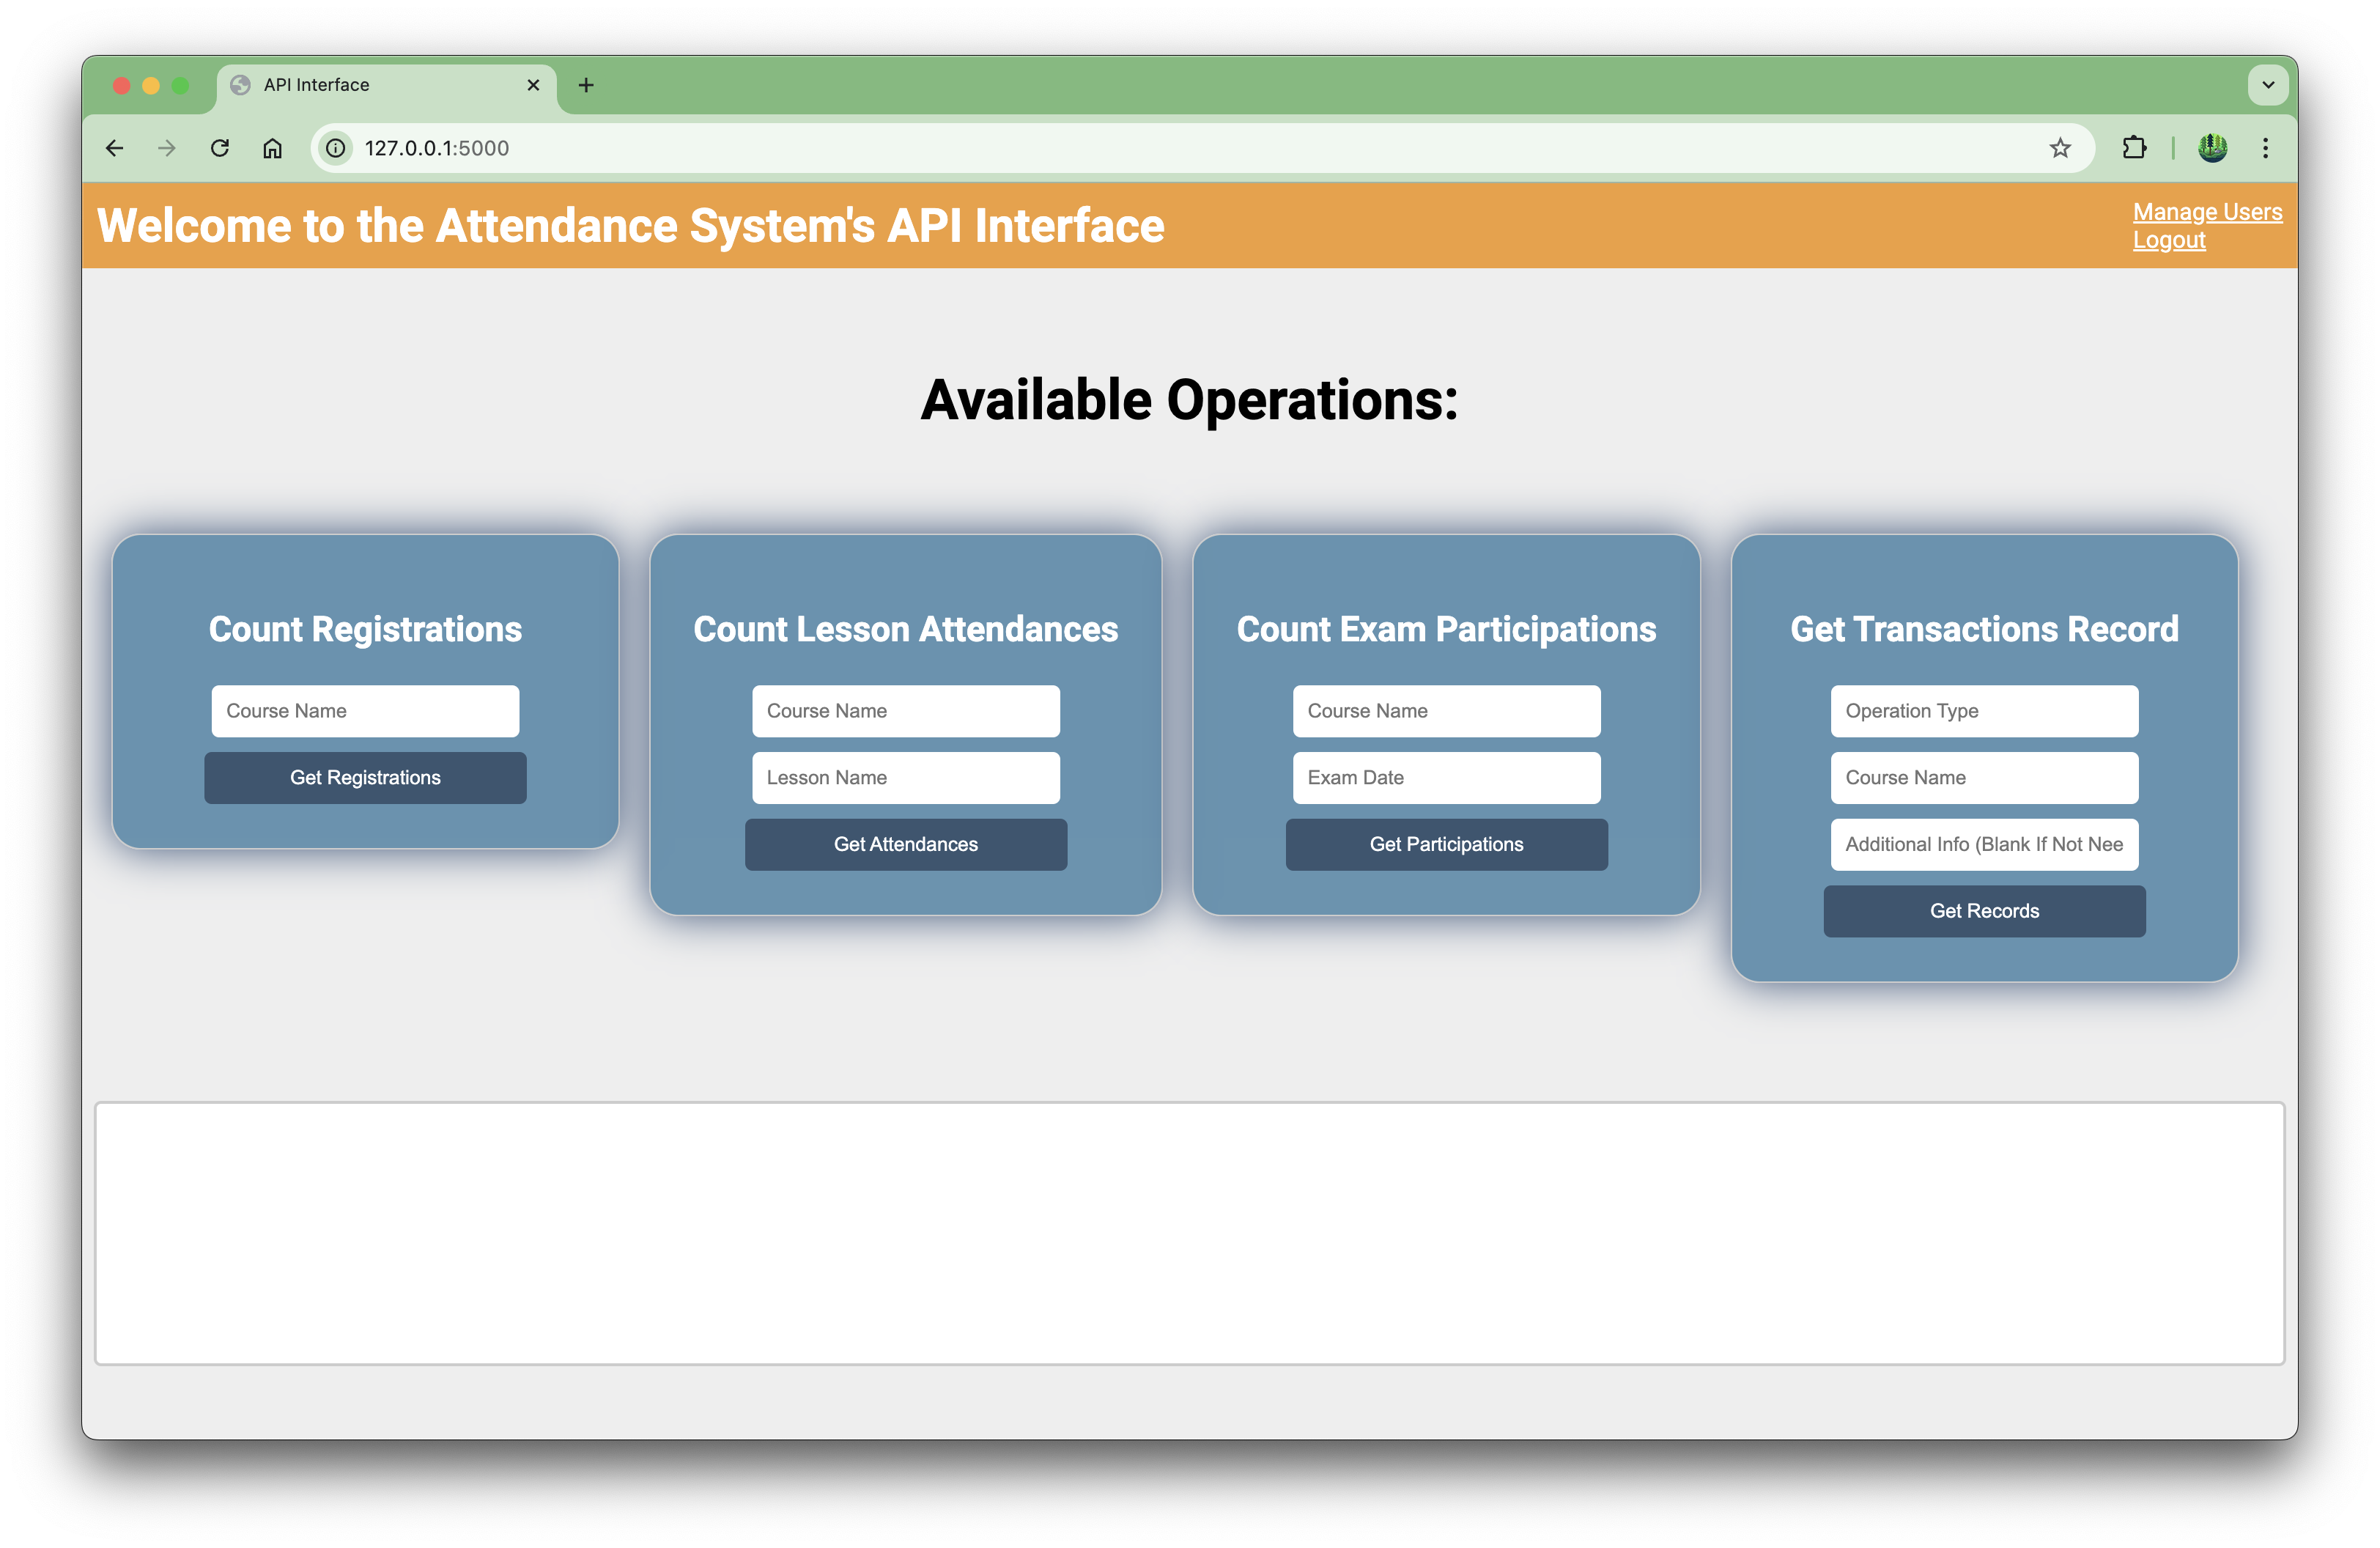 API Interface
127.0.0.1:5000
Welcome to the Attendance System's API Interface
Manage Users
Logout
Available Operations:
Count Registrations
Course Name
Get Registrations
Count Lesson Attendances
Course Name
Lesson Name
Get Attendances
Count Exam Participations
Course Name
Exam Date
Get Participations
Get Transactions Record
Operation Type
Course Name
Additional Info (Blank If Not Nee
Get Records